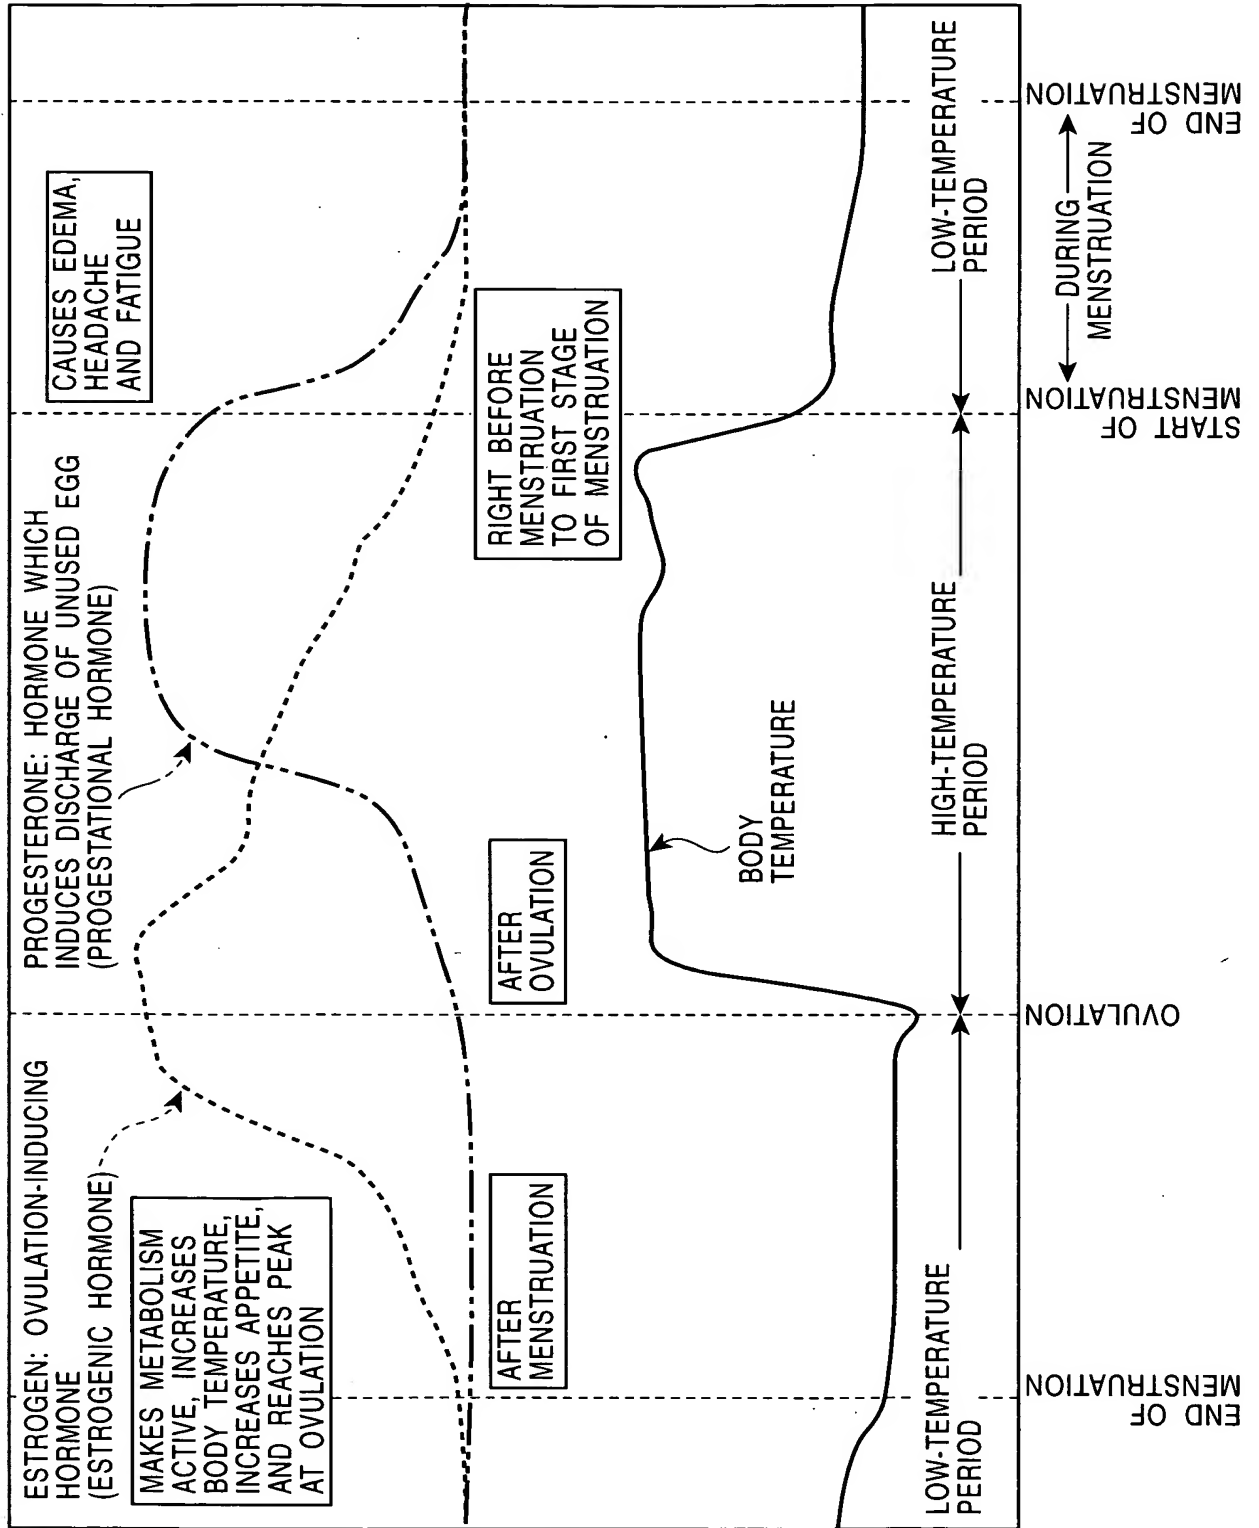 ESTROGEN: OVULATION-INDUCING
HORMONE
(ESTROGENIC HORMONE)
MAKES METABOLISM
ACTIVE, INCREASES
BODY TEMPERATURE,
INCREASES APPETITE,
AND REACHES PEAK
AT OVULATION
PROGESTERONE: HORMONE WHICH
INDUCES DISCHARGE OF UNUSED EGG
(PROGESTATIONAL HORMONE)
CAUSES EDEMA,
HEADACHE
AND FATIGUE
AFTER
MENSTRUATION
AFTER
OVULATION
RIGHT BEFORE
MENSTRUATION
TO FIRST STAGE
OF MENSTRUATION
BODY
TEMPERATURE
LOW-TEMPERATURE
PERIOD
HIGH-TEMPERATURE
PERIOD
LOW-TEMPERATURE
PERIOD
END OF
MENSTRUATION
OVULATION
START OF
MENSTRUATION
DURING
MENSTRUATION
END OF
MENSTRUATION